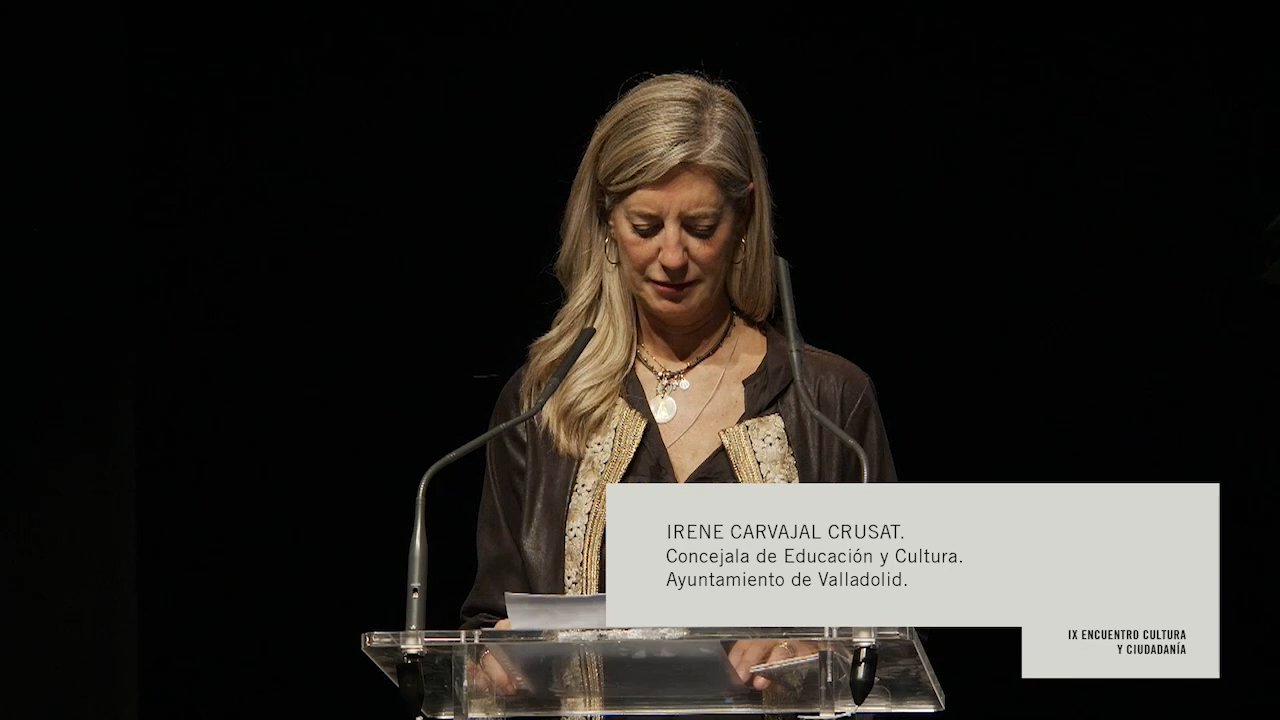 IRENE CARVAJAL CRUSAT.
Concejala de Educación y Cultura.
Ayuntamiento de Valladolid.
IX ENCUENTRO CULTURA
Y CIUDADANÍA